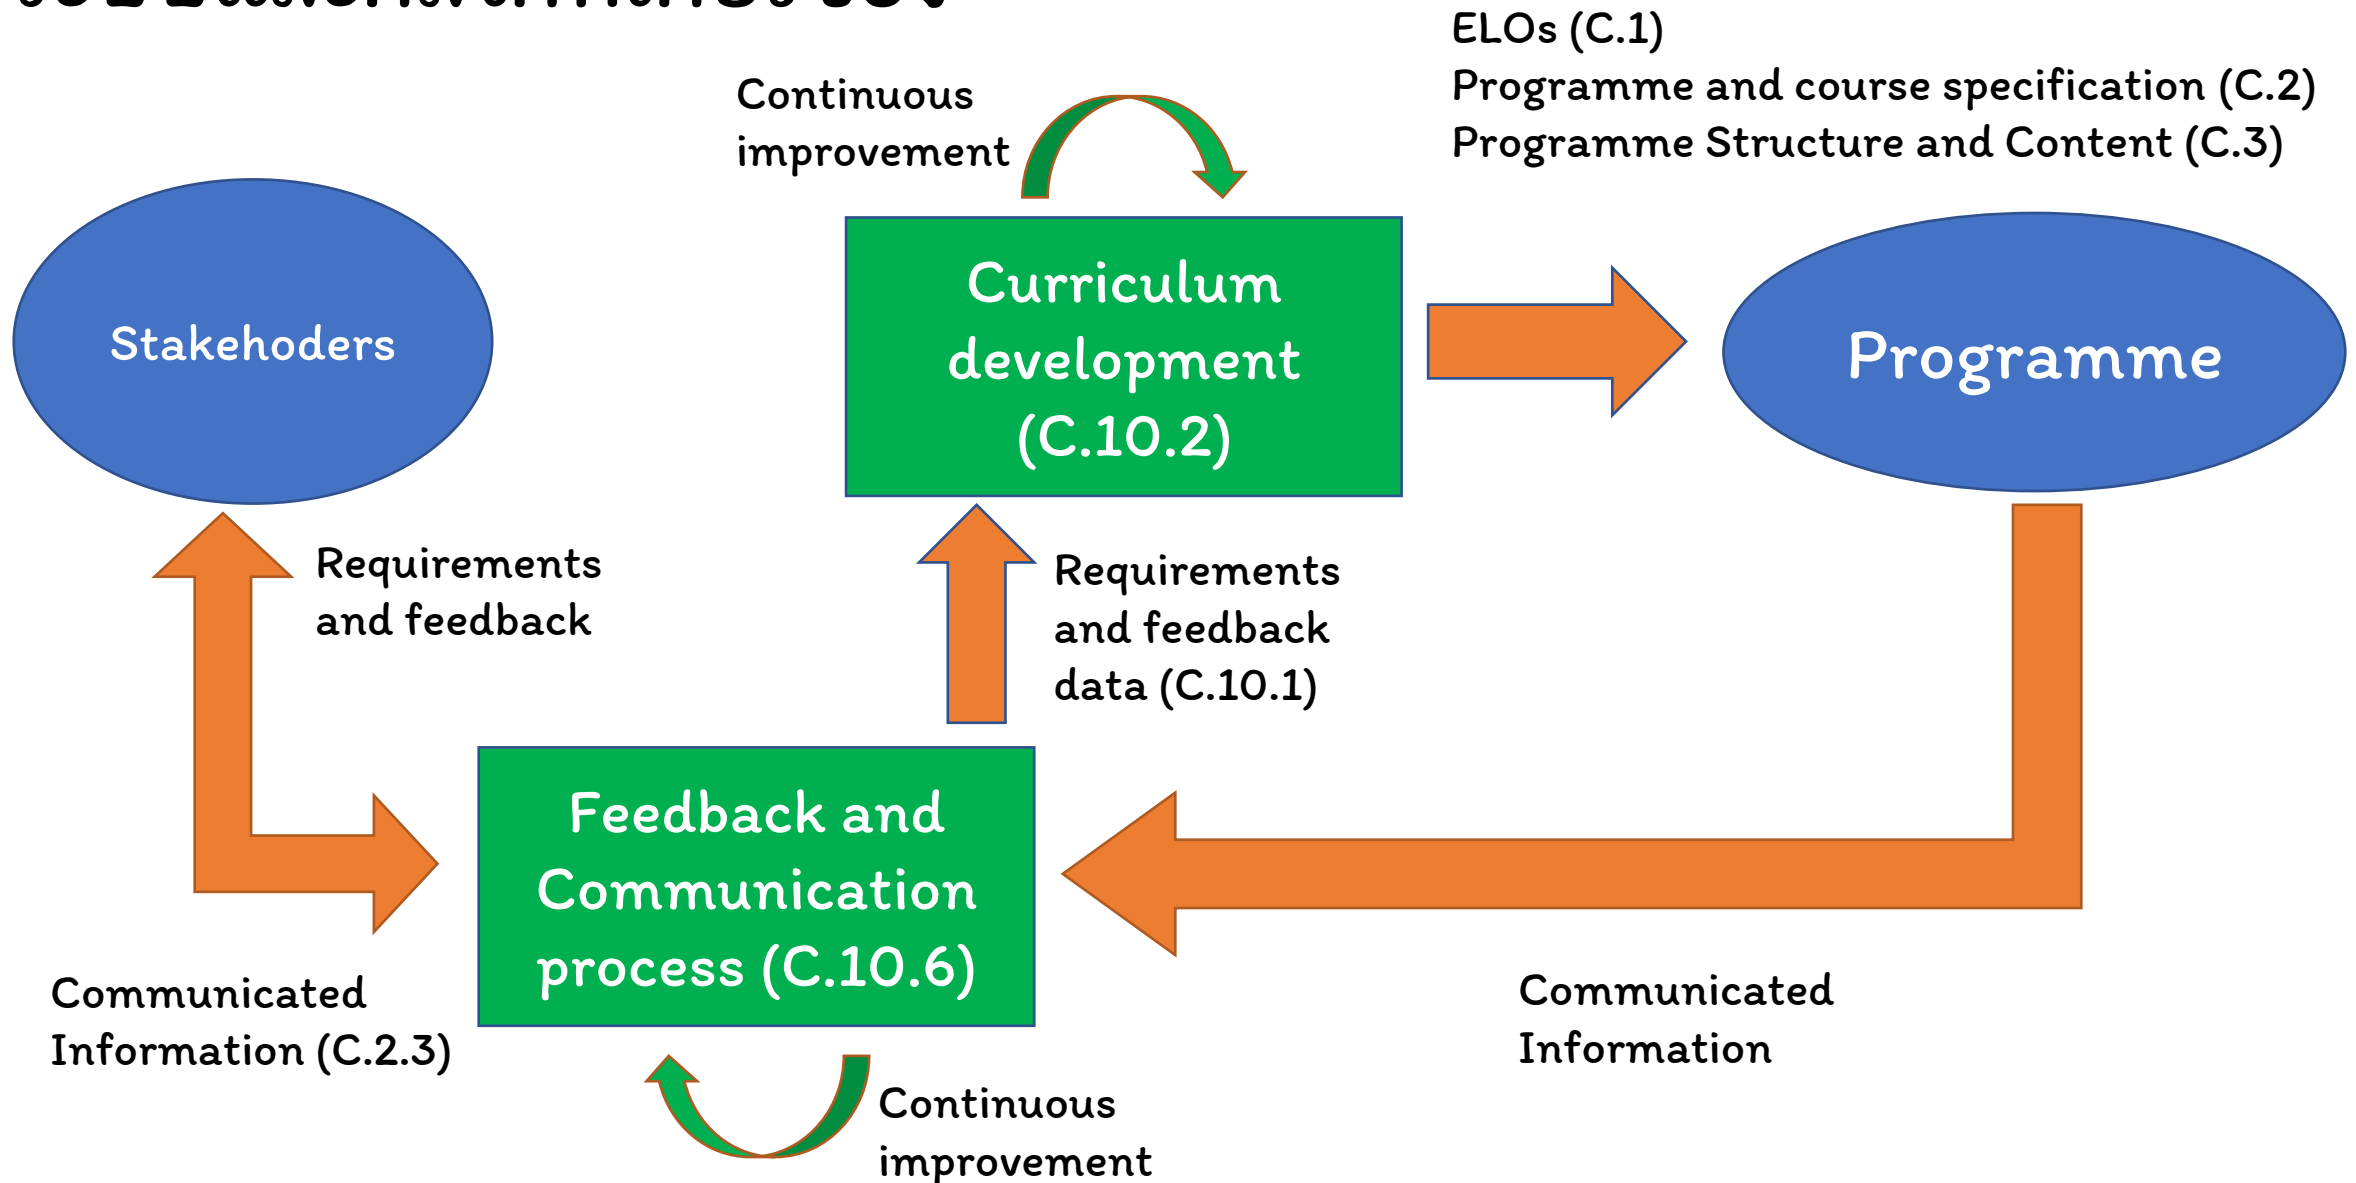 ELOs (C.1)
Programme and course specification (C.2)
Programme Structure and Content (C.3)
Continuous
improvement
Stakehoders
Curriculum
development
(C.10.2)
Programme
Requirements
and feedback
Requirements
and feedback
data (C.10.1)
Feedback and
Communication
process (C.10.6)
Communicated
Information (C.2.3)
Communicated
Information
Continuous
improvement